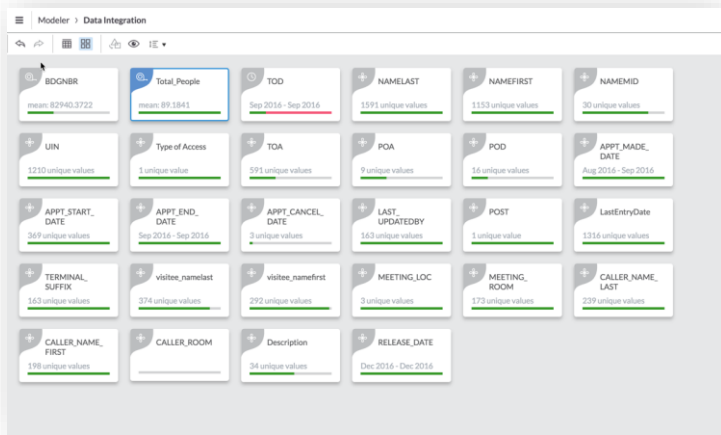 Modeler > Data Integration
BDGNBR
mean: 82940.3722
Total_People
mean: 89.1841
TOD
Sep 2016 - Sep 2016
NAMELAST
1591 unique values
NAMEFIRST
1153 unique values
NAMEMID
30 unique values
UIN
1210 unique values
Type of Access
1 unique value
TOA
591 unique values
POA
9 unique values
POD
16 unique values
APPT_MADE_
DATE
Aug 2016 - Sep 2016
APPT_START_
DATE
369 unique values
APPT_END_
DATE
Sep 2016 - Sep 2016
APPT_CANCEL_
DATE
3 unique values
LAST_
UPDATEDBY
163 unique values
POST
1 unique value
LastEntryDate
1316 unique values
TERMINAL_
SUFFIX
163 unique values
visitee_namelast
374 unique values
visitee_namefirst
292 unique values
MEETING_LOC
3 unique values
MEETING_
ROOM
173 unique values
CALLER_NAME_
LAST
239 unique values
CALLER_NAME_
FIRST
198 unique values
CALLER_ROOM
Description
34 unique values
RELEASE_DATE
Dec 2016 - Dec 2016